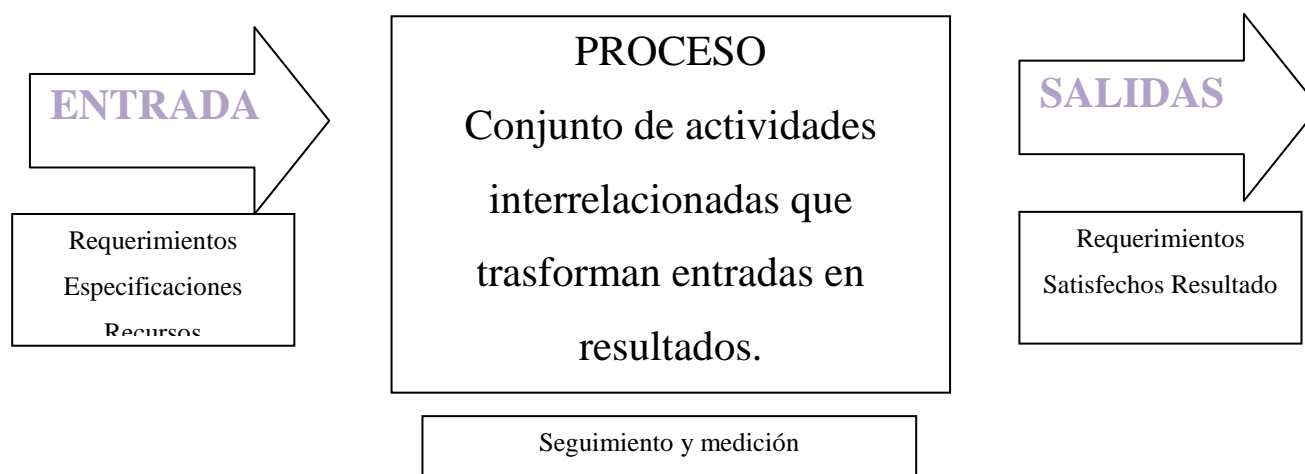 ENTRADA
Requerimientos
Especificaciones
Recursos
PROCESO
Conjunto de actividades
interrelacionadas que
trasforman entradas en
resultados.
Seguimiento y medición
SALIDAS
Requerimientos
Satisfechos Resultado